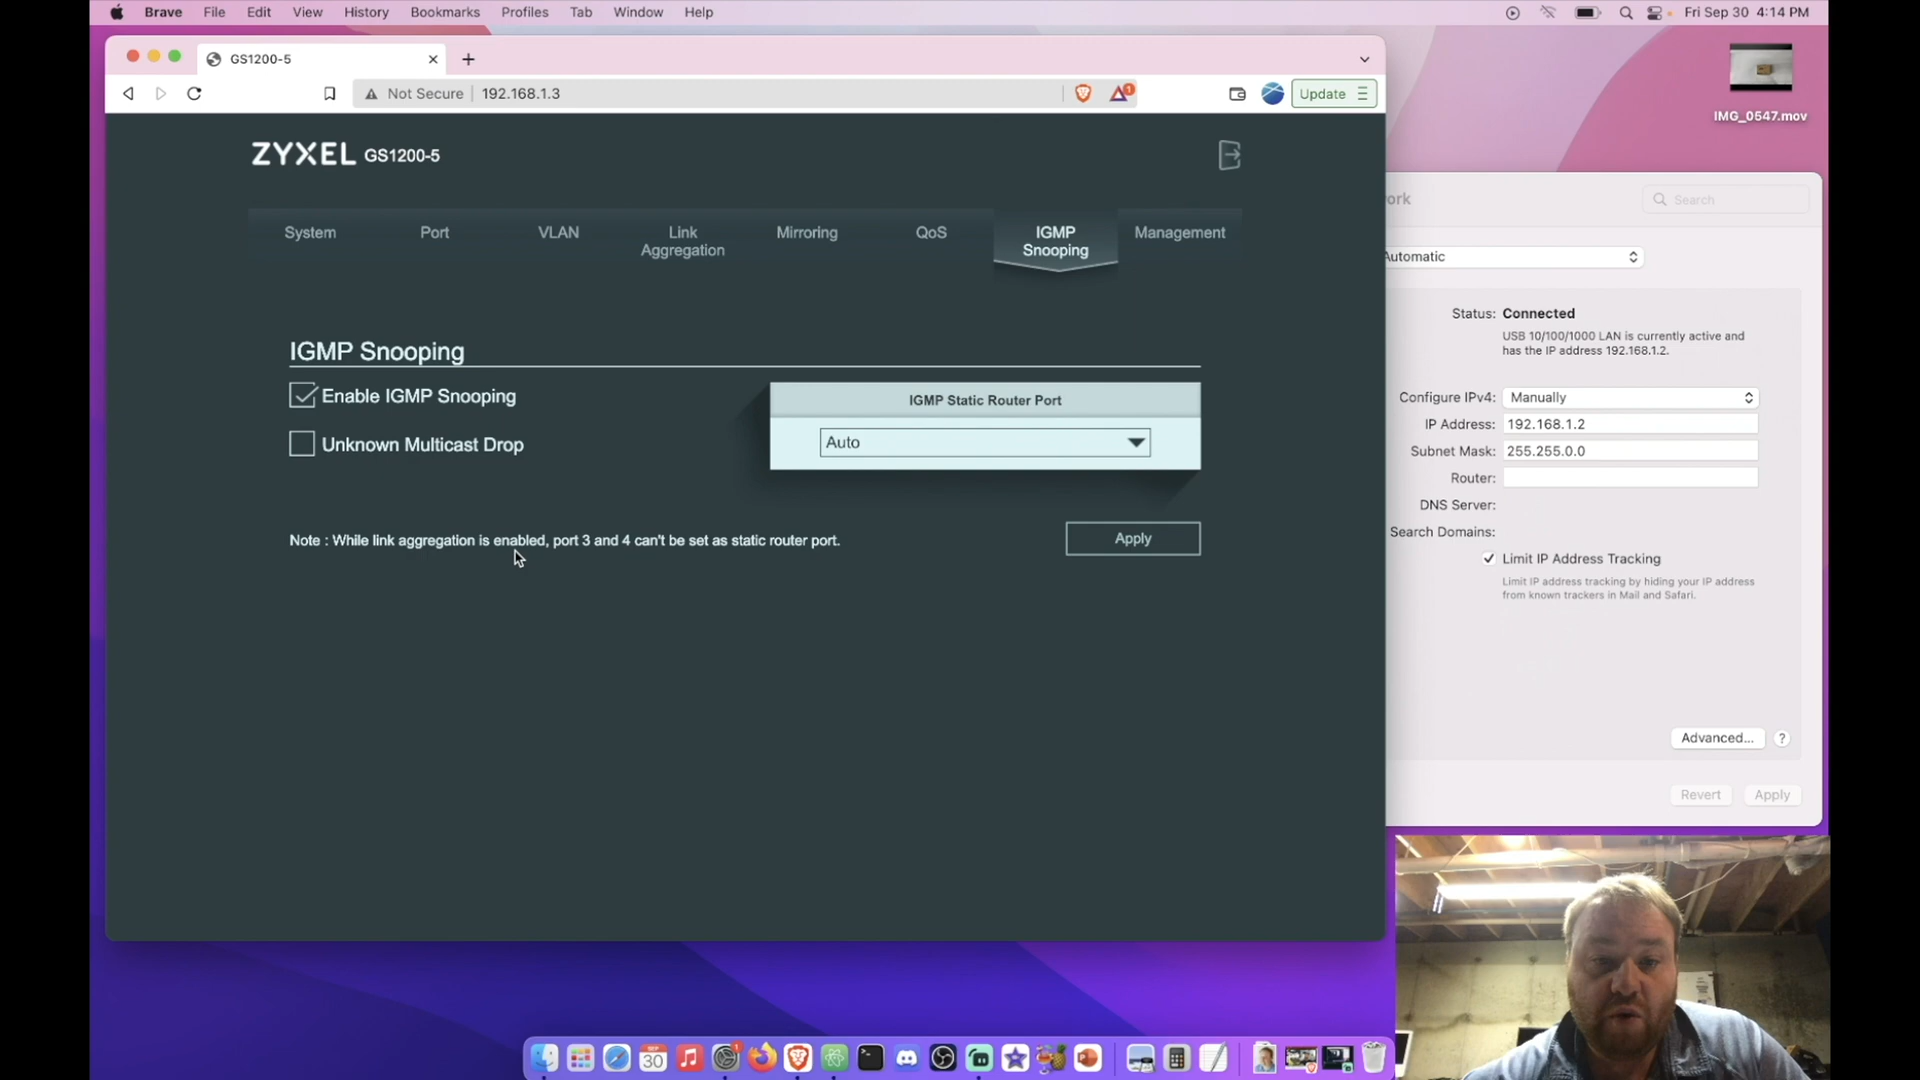 Brave File Edit View History Bookmarks Profiles Tab Window Help
Fri Sep 30 4:14 PM
GS1200-5
Not Secure 192.168.1.3
1
Update
IMG_0547.mov
ZYXEL GS1200-5
System
Port
VLAN
Link
Aggregation
Mirroring
QoS
IGMP
Snooping
Management
IGMP Snooping
Enable IGMP Snooping
Unknown Multicast Drop
IGMP Static Router Port
Auto
Note : While link aggregation is enabled, port 3 and 4 can't be set as static router port.
Apply
ork
Search
Automatic
Status: Connected
USB 10/100/1000 LAN is currently active and
has the IP address 192.168.1.2.
Configure IPv4: Manually
IP Address: 192.168.1.2
Subnet Mask: 255.255.0.0
Router:
DNS Server:
Search Domains:
Limit IP Address Tracking
Limit IP address tracking by hiding your IP address
from known trackers in Mail and Safari.
Advanced... ?
Revert Apply
30
1